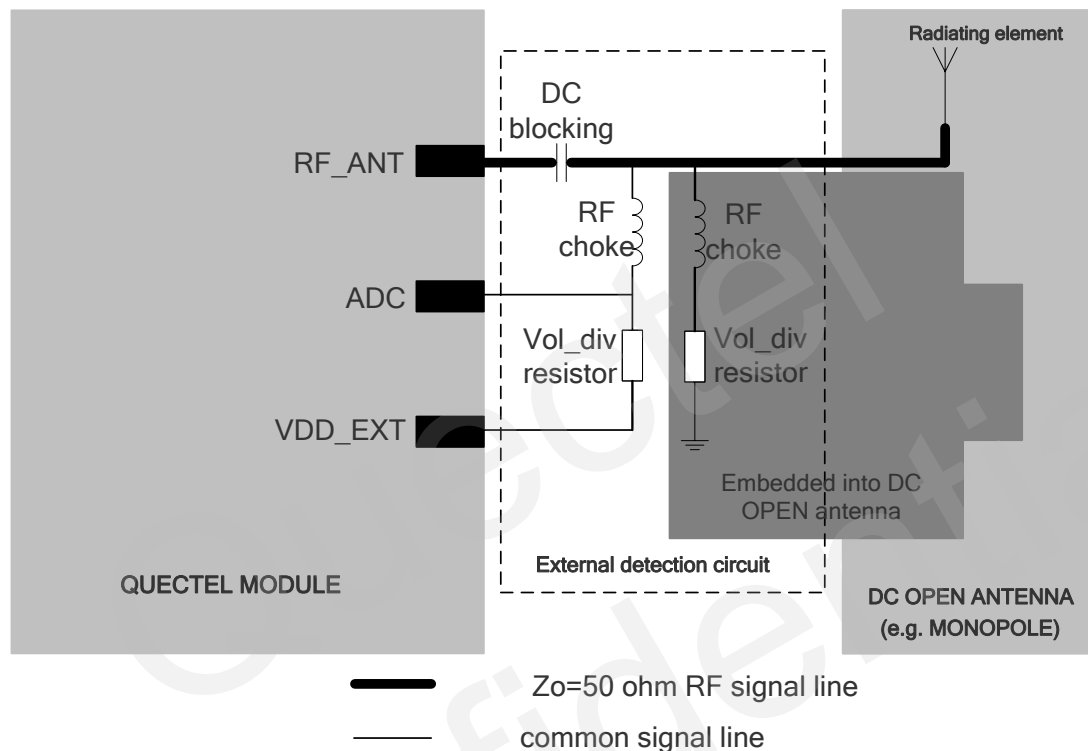 Radiating element
DC
blocking
RF_ANT
RF
choke
RF
choke
ADC
Vol_div
resistor
Vol_div
resistor
VDD_EXT
Embedded into DC
OPEN antenna
External detection circuit
QUECTEL MODULE
DC OPEN ANTENNA
(e.g. MONOPOLE)
Zo=50 ohm RF signal line
common signal line
Quectel